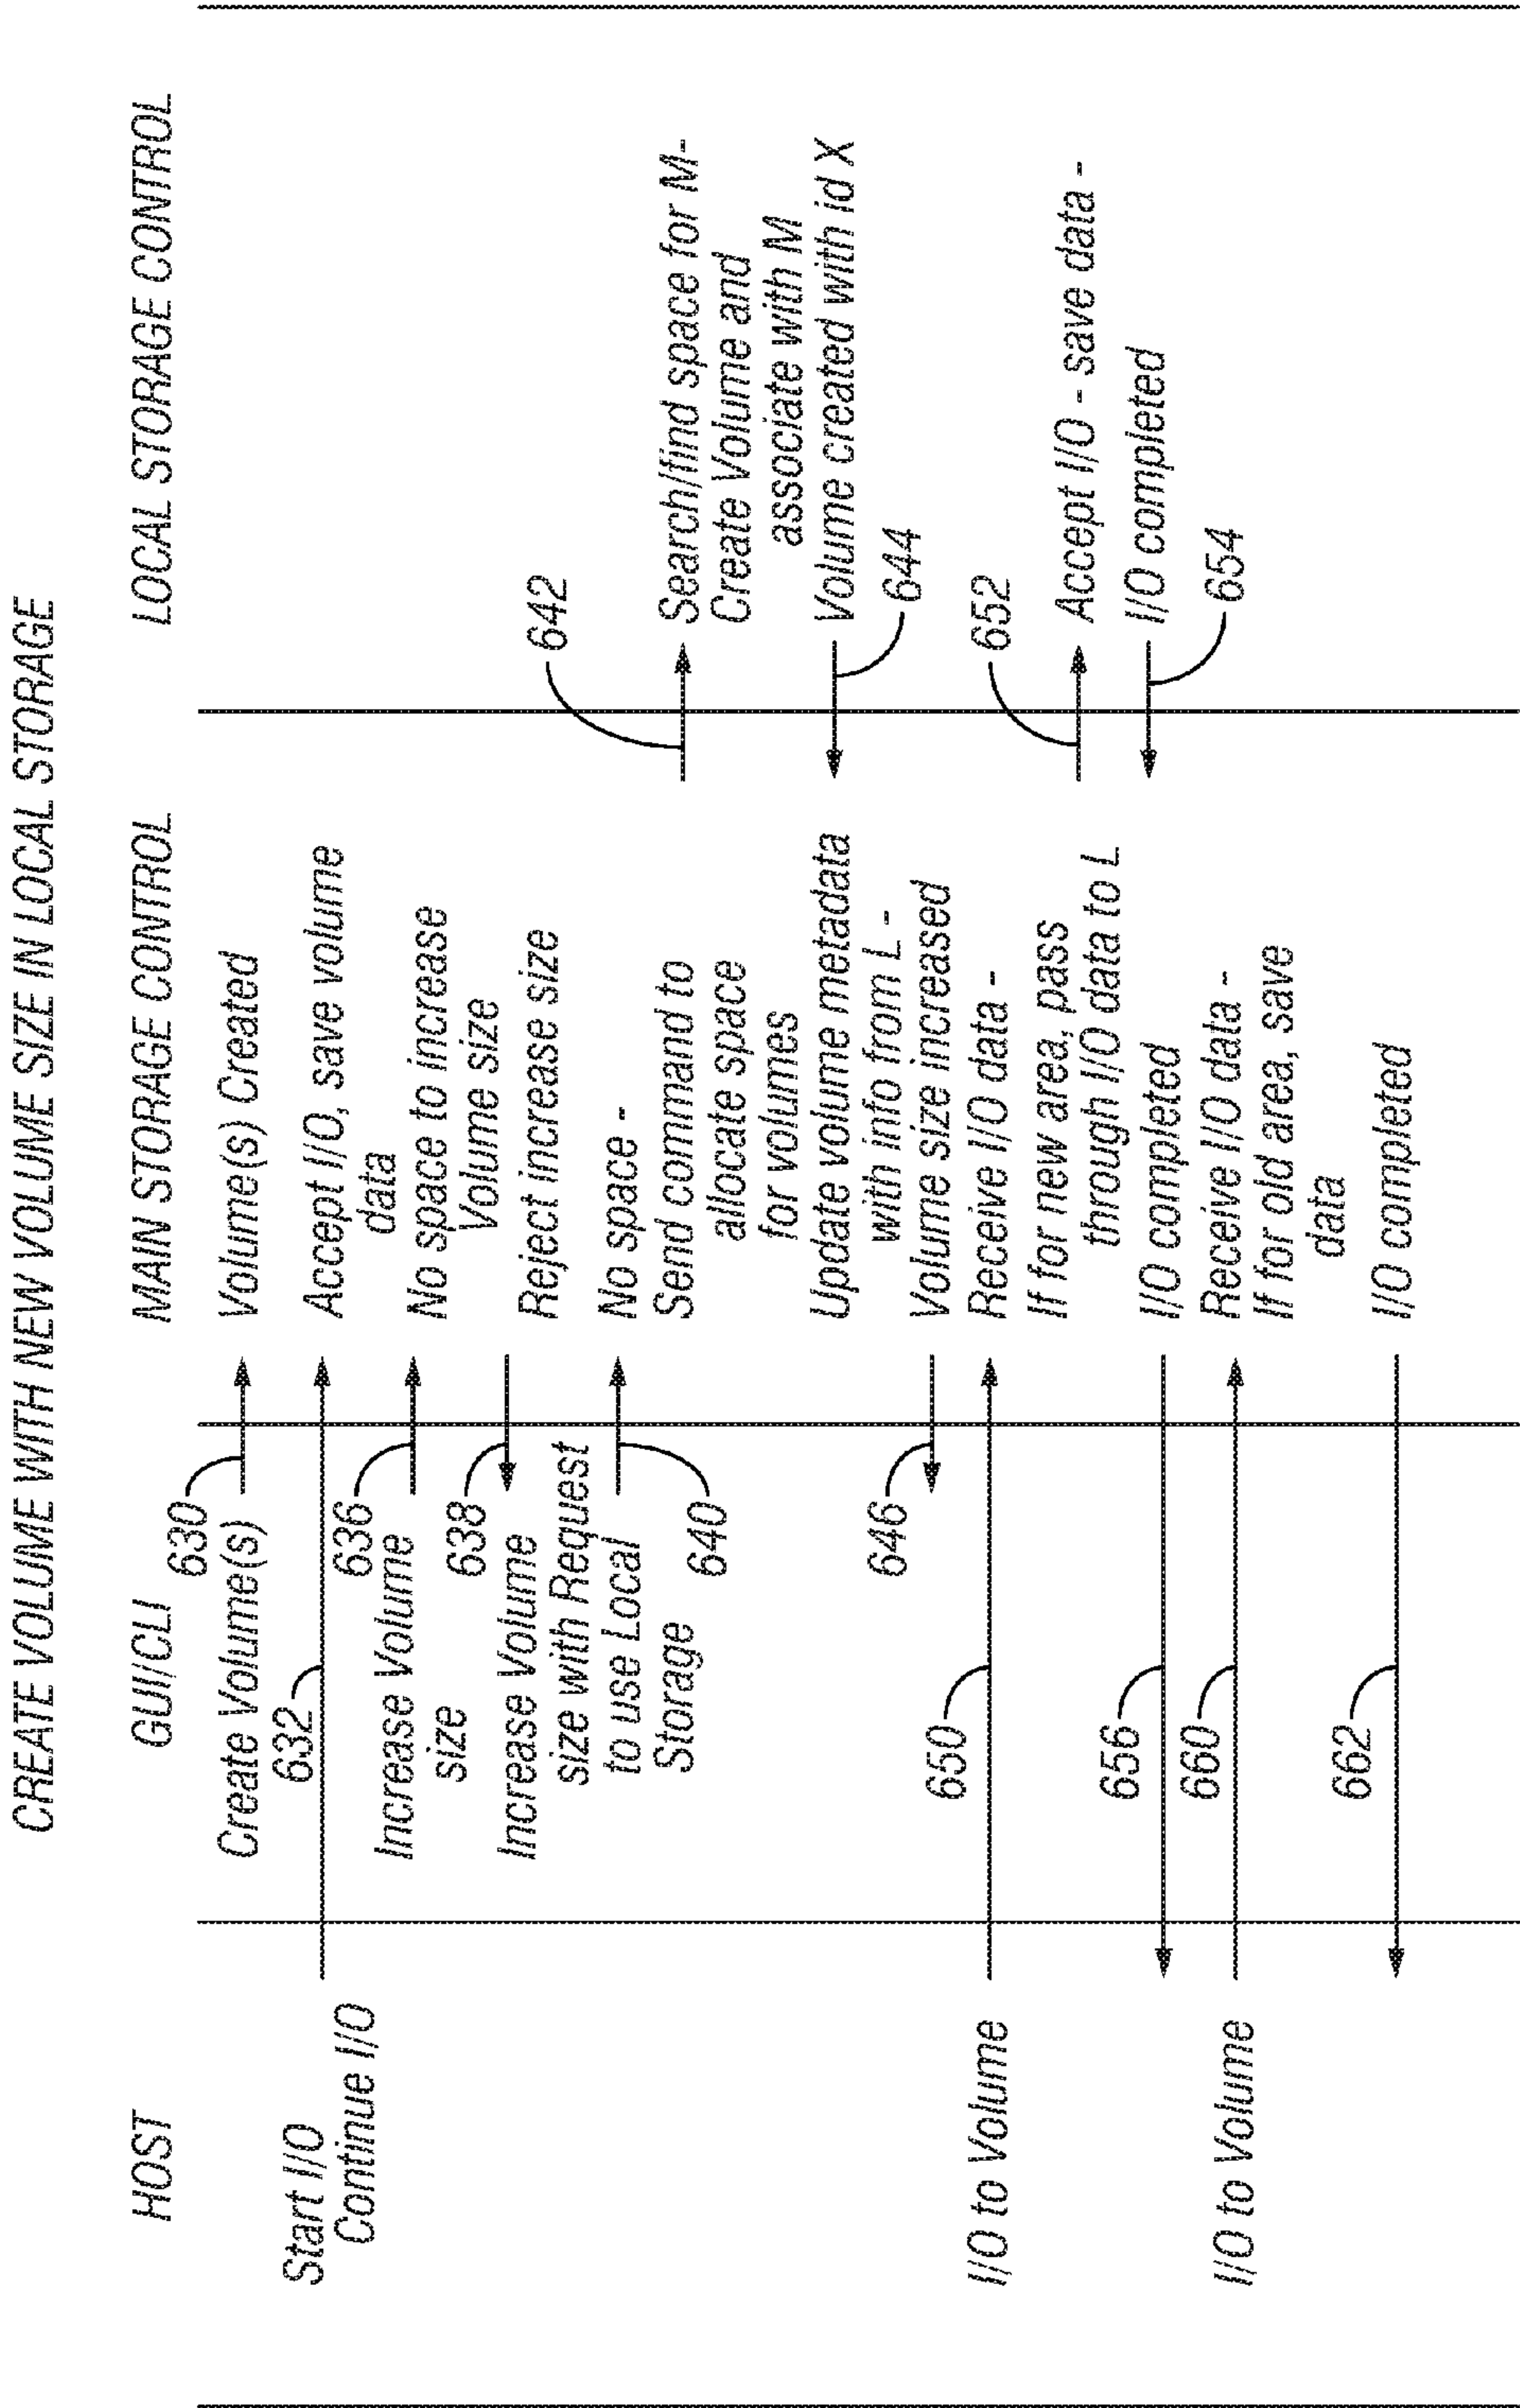 CREATE VOLUME WITH NEW VOLUME SIZE IN LOCAL STORAGE
HOST
GUI/CLI
MAIN STORAGE CONTROL
LOCAL STORAGE CONTROL
630
Create Volume(s)
Volume(s) Created
Start I/O
Continue I/O
632
Accept I/O, save volume
data
636
Increase Volume
size
No space to increase
Volume size
638
Reject increase size
Increase Volume
size with Request
to use Local
Storage
640
No space -
Send command to
allocate space
for volumes
642
Search/find space for M-
Create Volume and
associate with M
Volume created with id X
644
Update volume metadata
with info from L -
Volume size increased
646
I/O to Volume
650
Receive I/O data -
If for new area, pass
through I/O data to L
652
Accept I/O - save data -
I/O completed
654
656
I/O completed
I/O to Volume
660
Receive I/O data -
If for old area, save
data
662
I/O completed